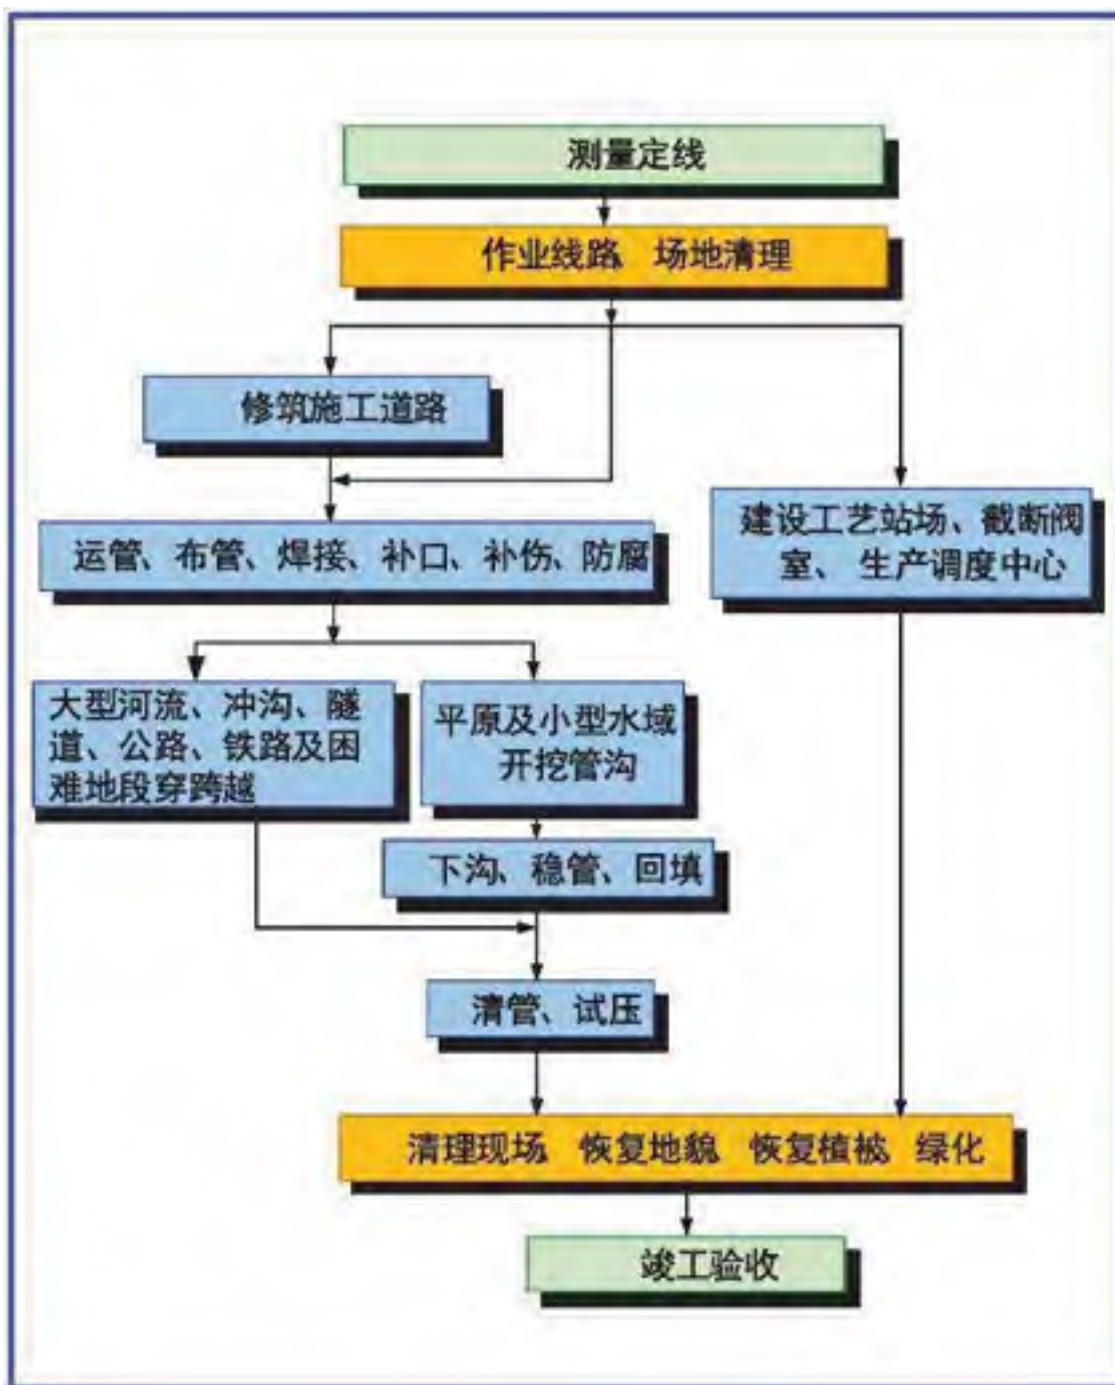 测量定线
作业线路、场地清理
修筑施工道路
建设工艺站场、截断阀
室、生产调度中心
运管、布管、焊接、补口、补伤、防腐
大型河流、冲沟、隧
道、公路、铁路及困
难地段穿跨越
平原及小型水域
开挖管沟
下沟、稳管、回填
清管、试压
清理现场、恢复地貌、恢复植被、绿化
竣工验收